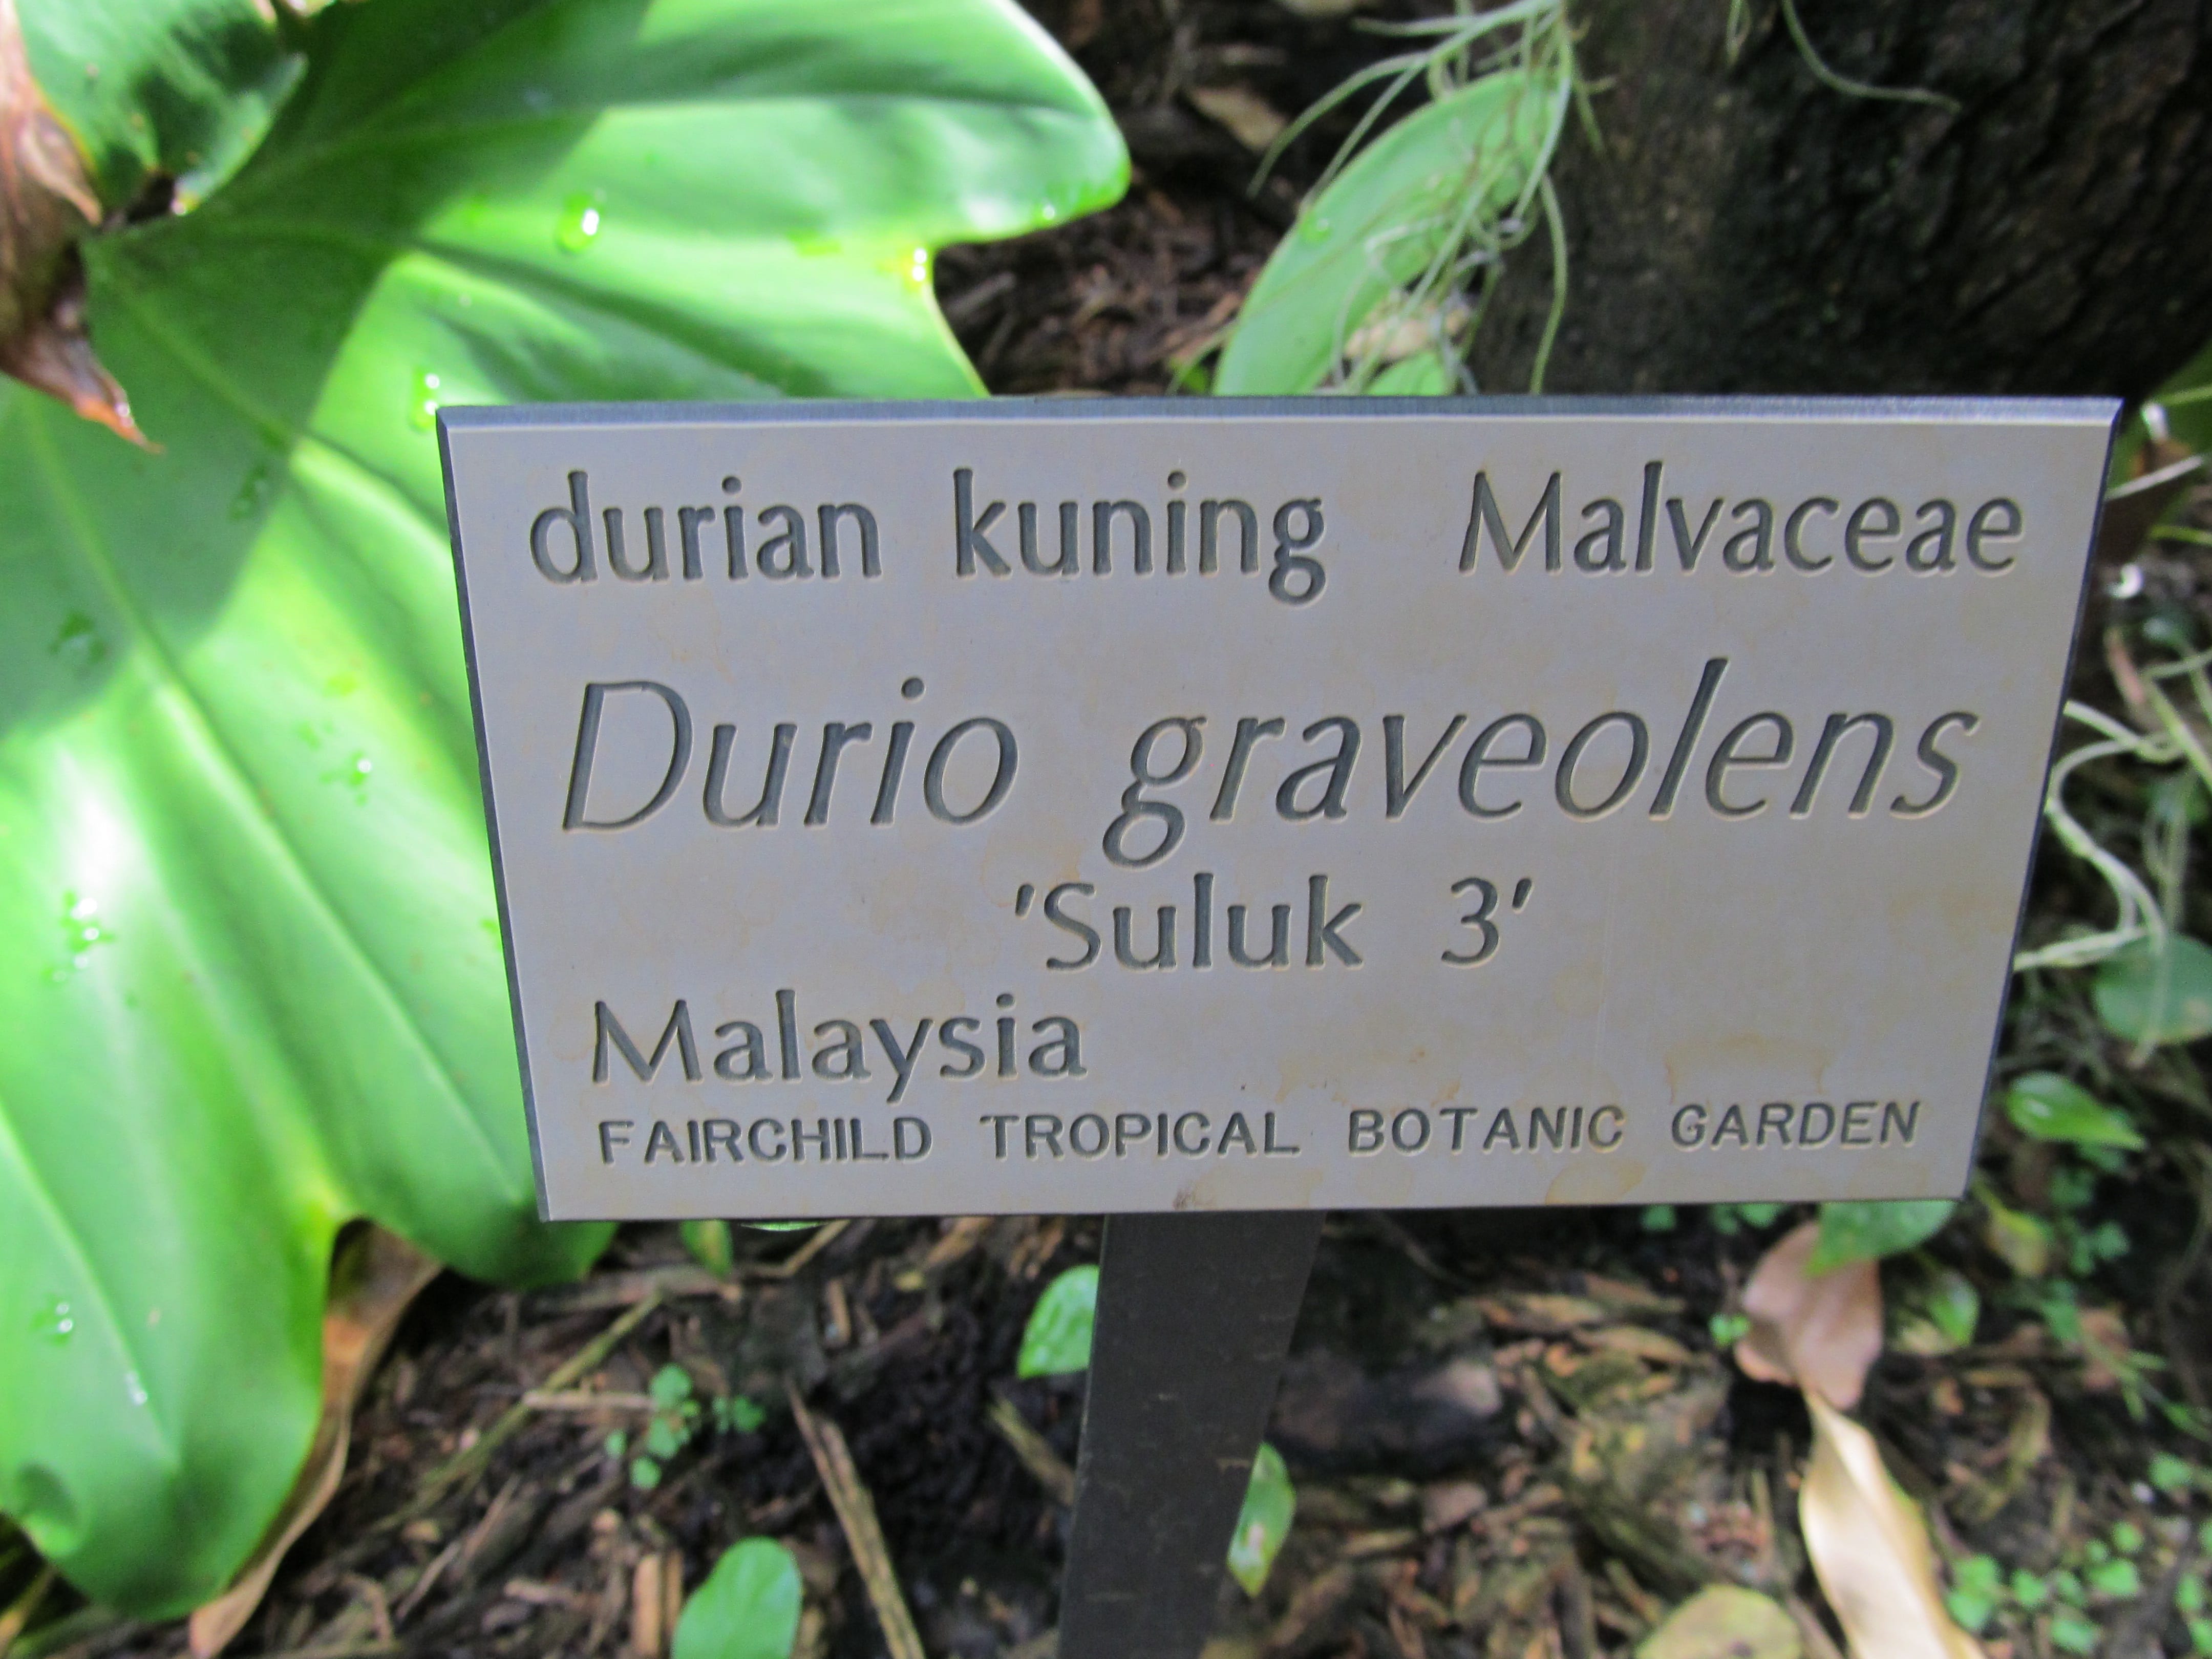 durian kuning Malvaceae
Durio graveolens
'Suluk 3'
Malaysia
FAIRCHILD TROPICAL BOTANIC GARDEN